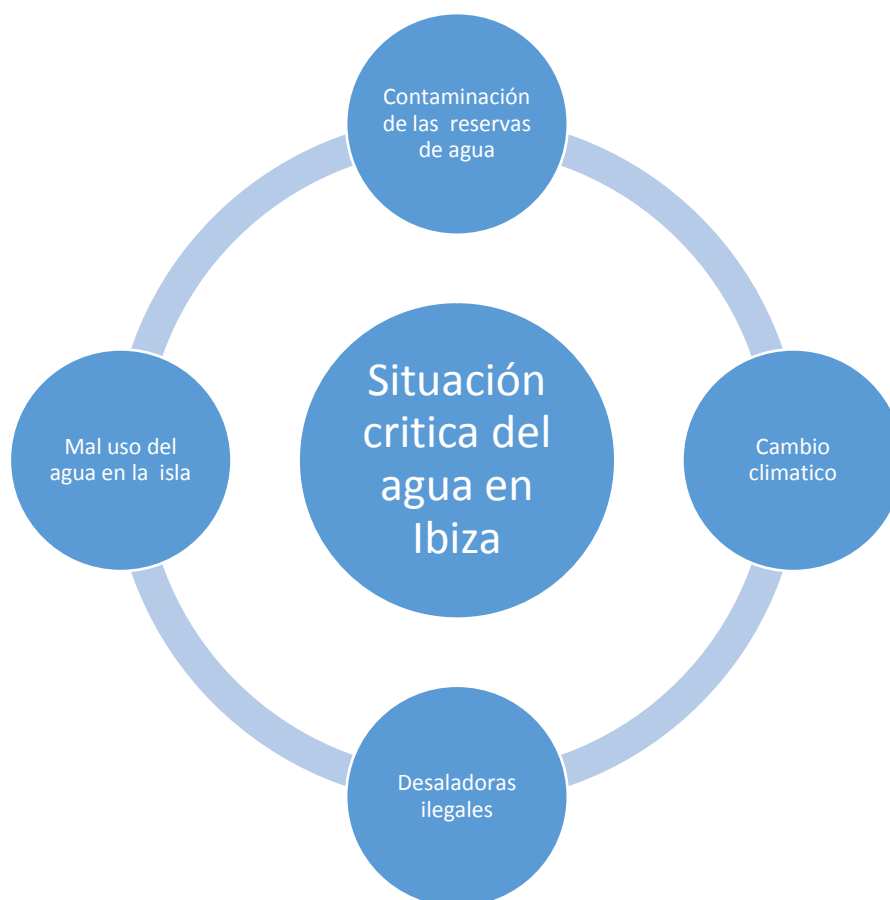 Contaminación
de las  reservas
de agua
Situación
critica del
agua en
Ibiza
Mal uso del
agua en la  isla
Cambio
climatico
Desaladoras
ilegales